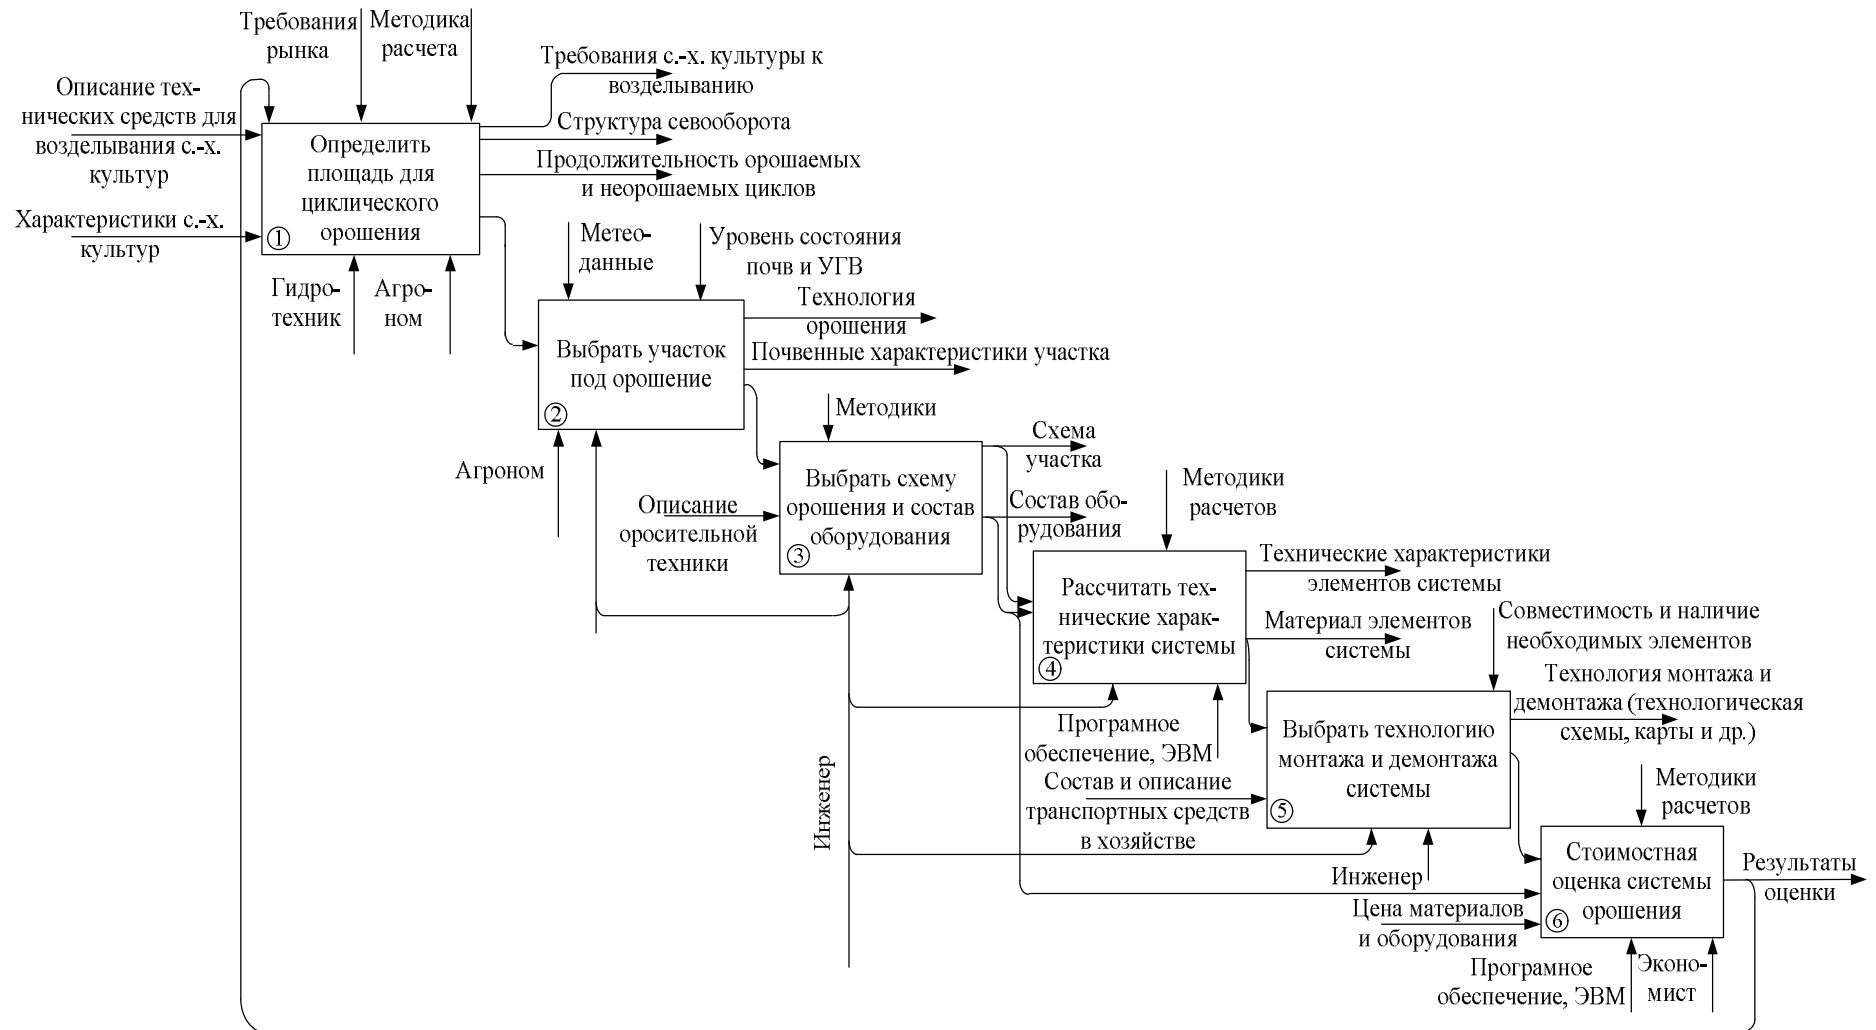 Требования
рынка
Методика
расчета
Описание тех-
нических средств для
возделывания с.-х.
культур
Характеристики с.-х.
культур
Определить
площадь для
циклического
орошения
1
Гидро-
техник
Агро-
ном
Требования с.-х. культуры к
возделыванию
Структура севооборота
Продолжительность орошаемых
и неорошаемых циклов
Метео-
данные
Уровень состояния
почв и УГВ
Выбрать участок
под орошение
2
Технология
орошения
Почвенные характеристики участка
Агроном
Методики
Описание
оросительной
техники
Выбрать схему
орошения и состав
оборудования
3
Схема
участка
Состав обо-
рудования
Методики
расчетов
Рассчитать тех-
нические харак-
теристики системы
4
Технические характеристики
элементов системы
Материал элементов
системы
Програмное
обеспечение, ЭВМ
Совместимость и наличие
необходимых элементов
Технология монтажа и
демонтажа (технологическая
схемы, карты и др.)
Состав и описание
транспортных средств
в хозяйстве
Выбрать технологию
монтажа и демонтажа
системы
5
Инженер
Инженер
Методики
расчетов
Цена материалов
и оборудования
Стоимостная
оценка системы
орошения
6
Результаты
оценки
Програмное
обеспечение, ЭВМ
Эконо-
мист